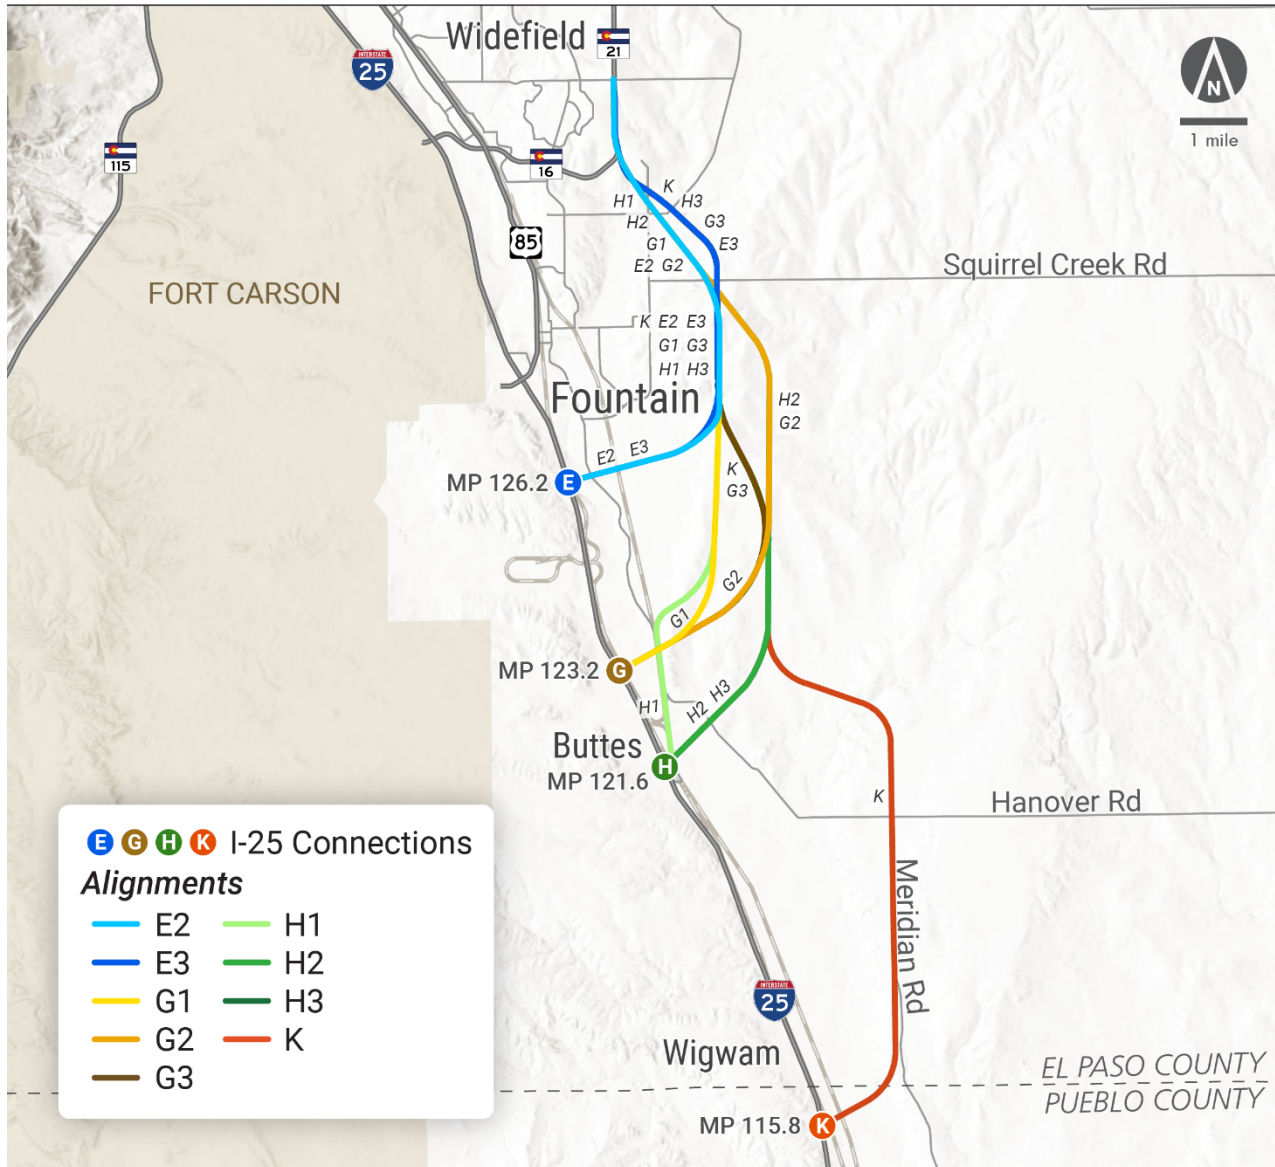 Widefield
21
INTERSTATE
25
N
1 mile
115
16
K
H1
H3
H2
G3
85
G1
E3
E2 G2
Squirrel Creek Rd
FORT CARSON
K E2 E3
G1 G3
H1 H3
Fountain
H2
G2
E2 E3
K
G3
MP 126.2
E
G2
G1
MP 123.2
G
H1
H2 H3
Buttes
H
MP 121.6
K
Hanover Rd
E G H K I-25 Connections
Alignments
E2 H1
E3 H2
G1 H3
G2 K
G3
Meridian Rd
INTERSTATE
25
Wigwam
EL PASO COUNTY
PUEBLO COUNTY
MP 115.8
K